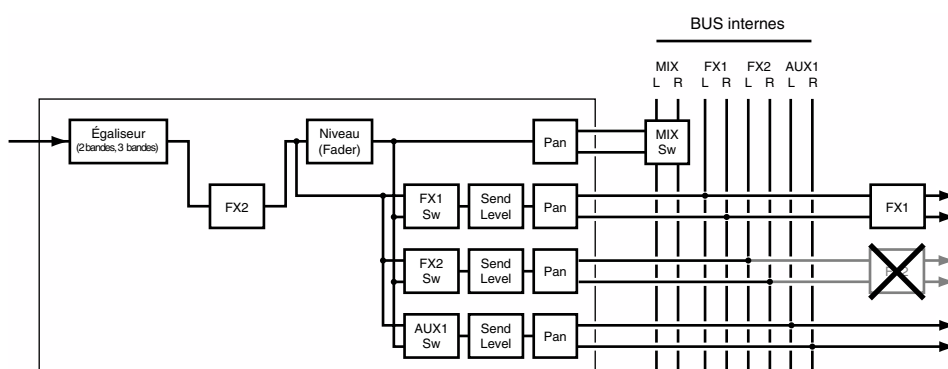 BUS internes
MIX FX1 FX2 AUX1
L R L R L R L R
Égaliseur
(2 bandes, 3 bandes)
Niveau
(Fader)
Pan
MIX
Sw
FX2
FX1
Sw
Send
Level
Pan
FX1
FX2
Sw
Send
Level
Pan
AUX1
Sw
Send
Level
Pan